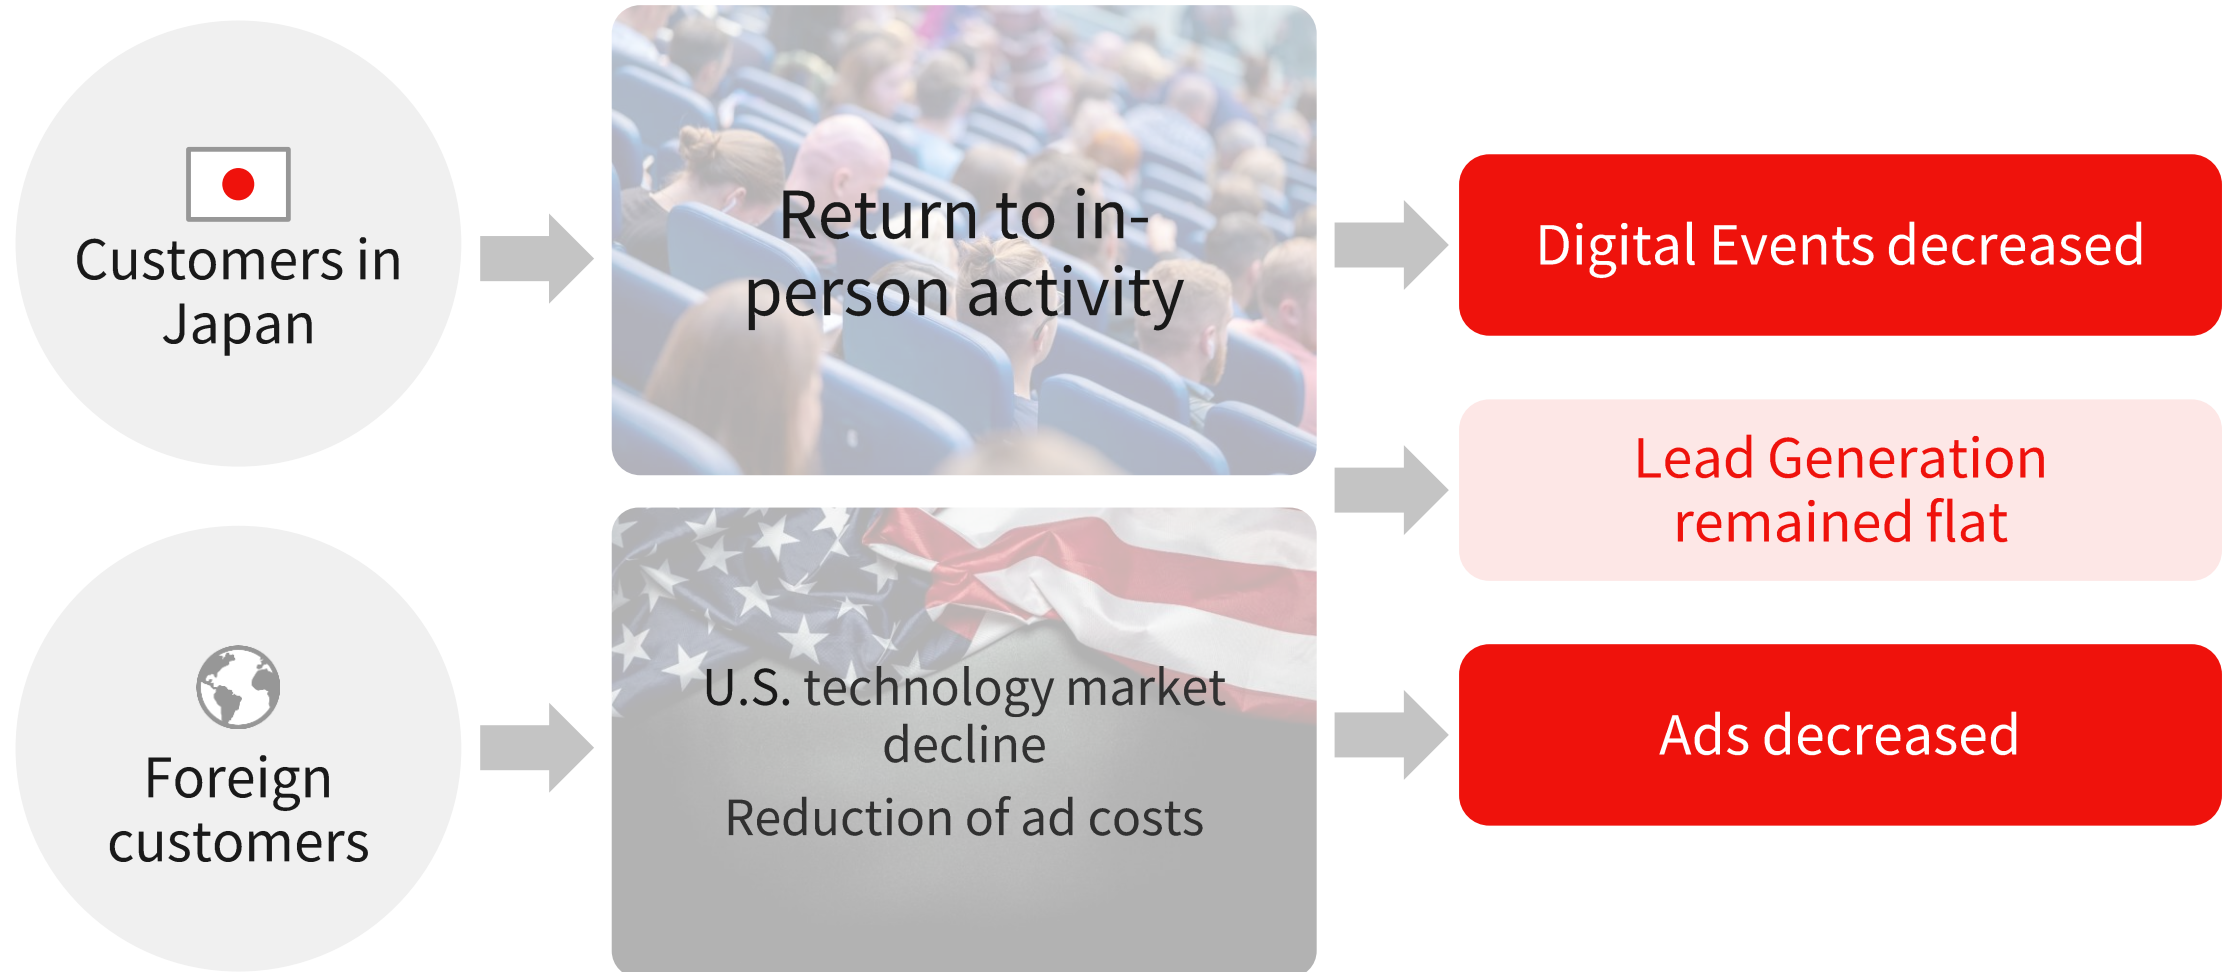 Customers in
Japan
Return to in-
person activity
Digital Events decreased
Lead Generation
remained flat
Foreign
customers
U.S. technology market
decline
Reduction of ad costs
Ads decreased